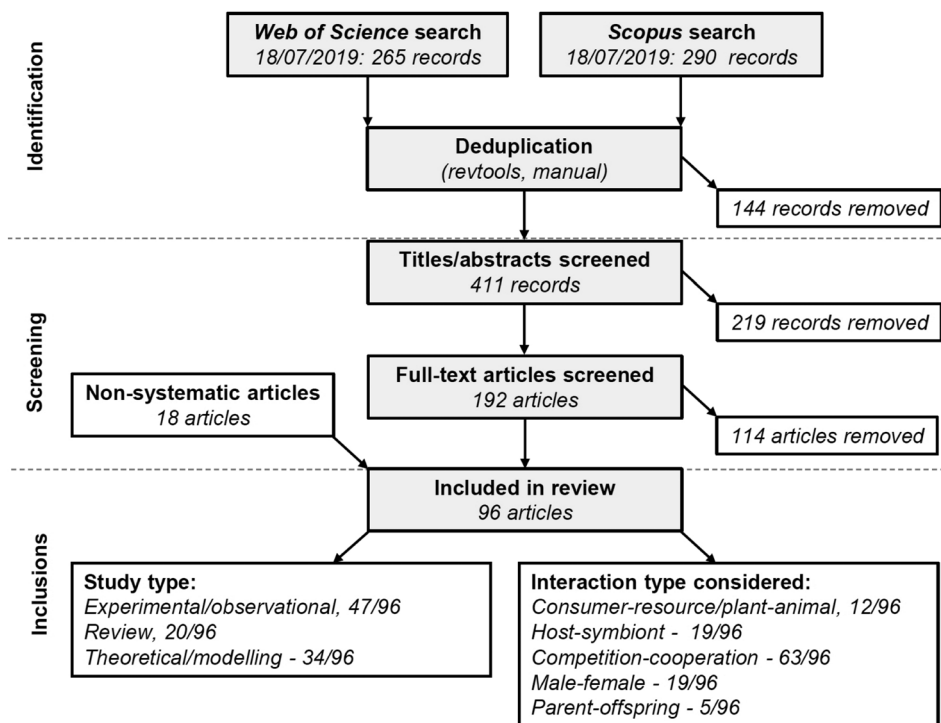 Identification
Web of Science search
18/07/2019: 265 records
Scopus search
18/07/2019: 290 records
Deduplication
(revtools, manual)
144 records removed
Screening
Titles/abstracts screened
411 records
219 records removed
Full-text articles screened
192 articles
Non-systematic articles
18 articles
114 articles removed
Inclusions
Included in review
96 articles
Study type:
Experimental/observational, 47/96
Review, 20/96
Theoretical/modelling - 34/96
Interaction type considered:
Consumer-resource/plant-animal, 12/96
Host-symbiont - 19/96
Competition-cooperation - 63/96
Male-female - 19/96
Parent-offspring - 5/96